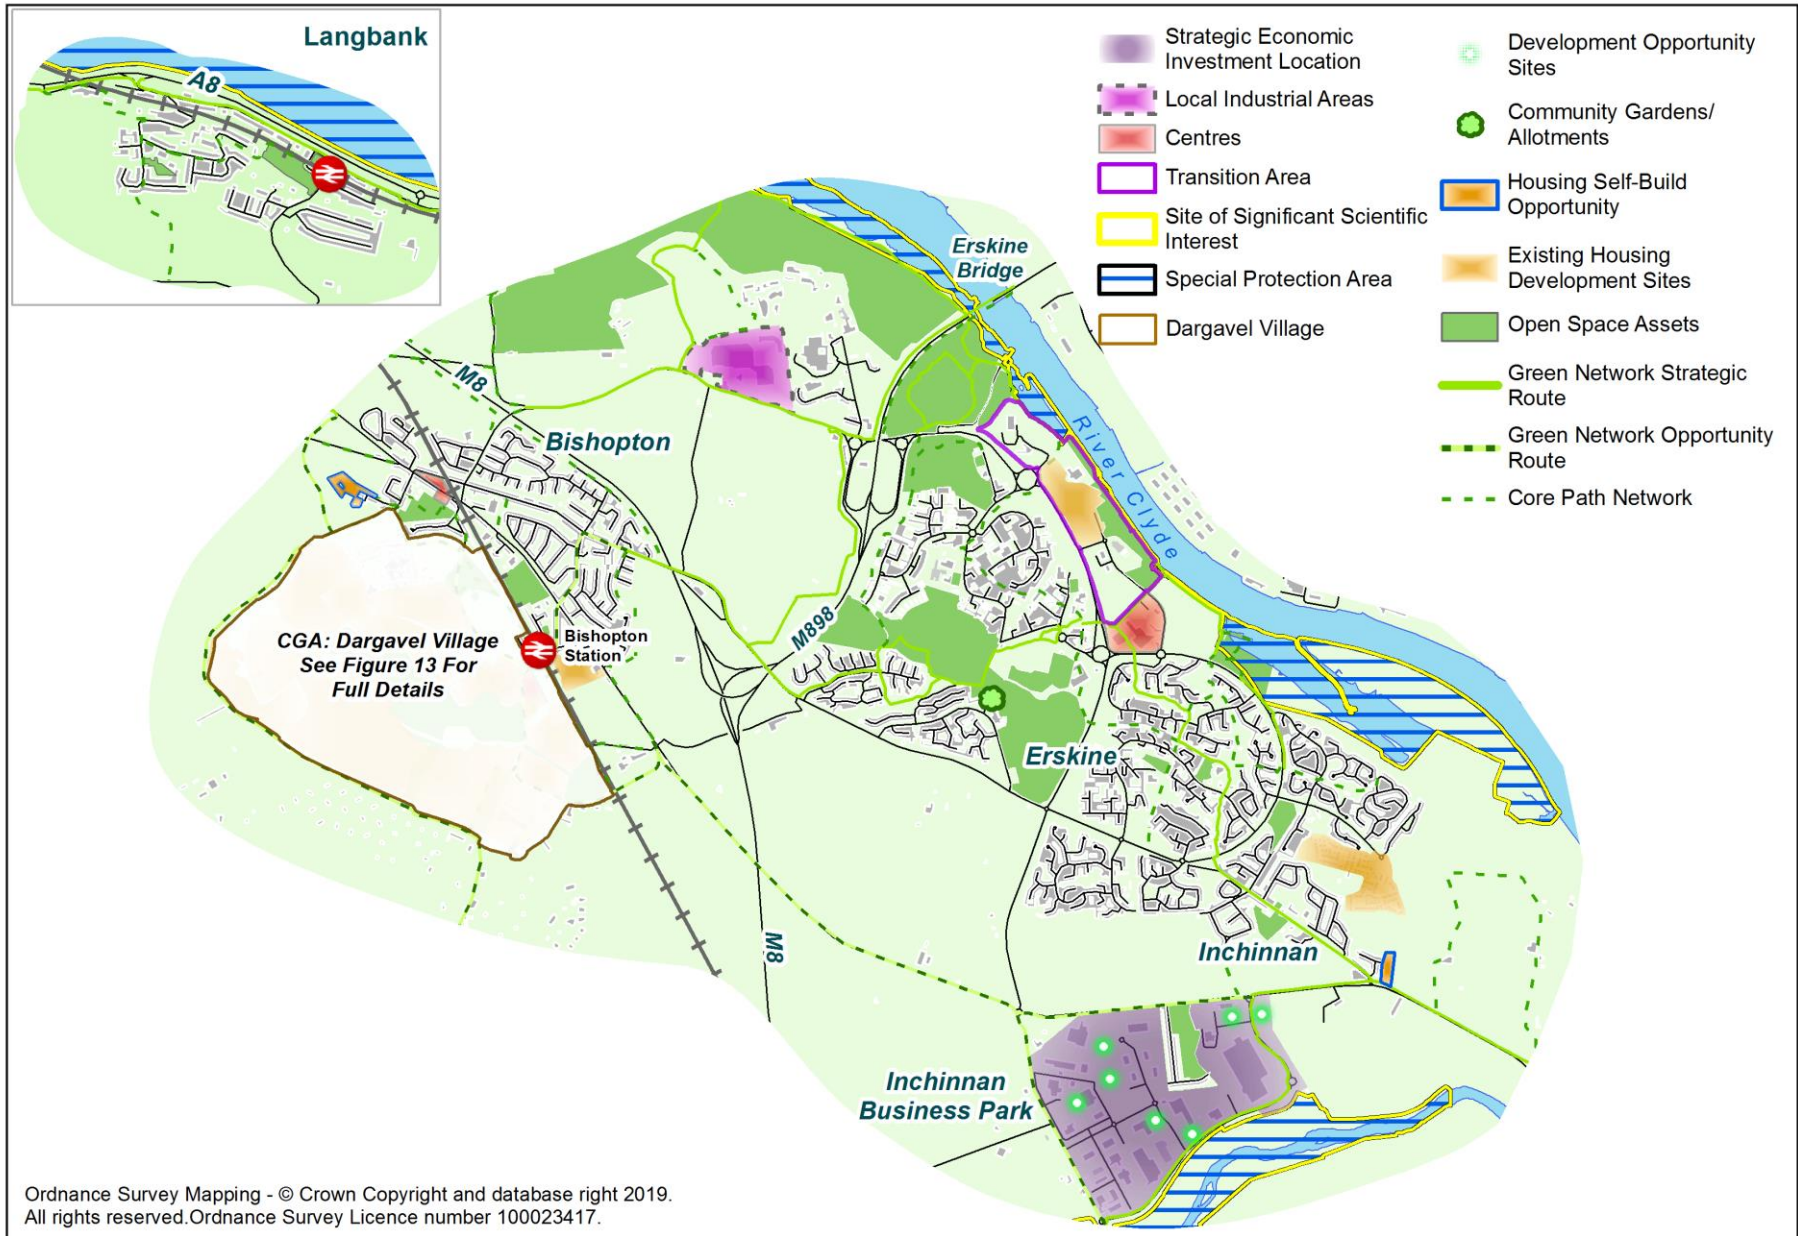 Langbank
A8
Strategic Economic
Investment Location
Local Industrial Areas
Centres
Transition Area
Site of Significant Scientific
Interest
Special Protection Area
Dargavel Village
Development Opportunity
Sites
Community Gardens/
Allotments
Housing Self-Build
Opportunity
Existing Housing
Development Sites
Open Space Assets
Green Network Strategic
Route
Green Network Opportunity
Route
Core Path Network
Erskine
Bridge
M8
Bishopton
River Clyde
M898
CGA: Dargavel Village
See Figure 13 For
Full Details
Bishopton
Station
Erskine
M8
Inchinnan
Inchinnan
Business Park
Ordnance Survey Mapping - © Crown Copyright and database right 2019.
All rights reserved.Ordnance Survey Licence number 100023417.